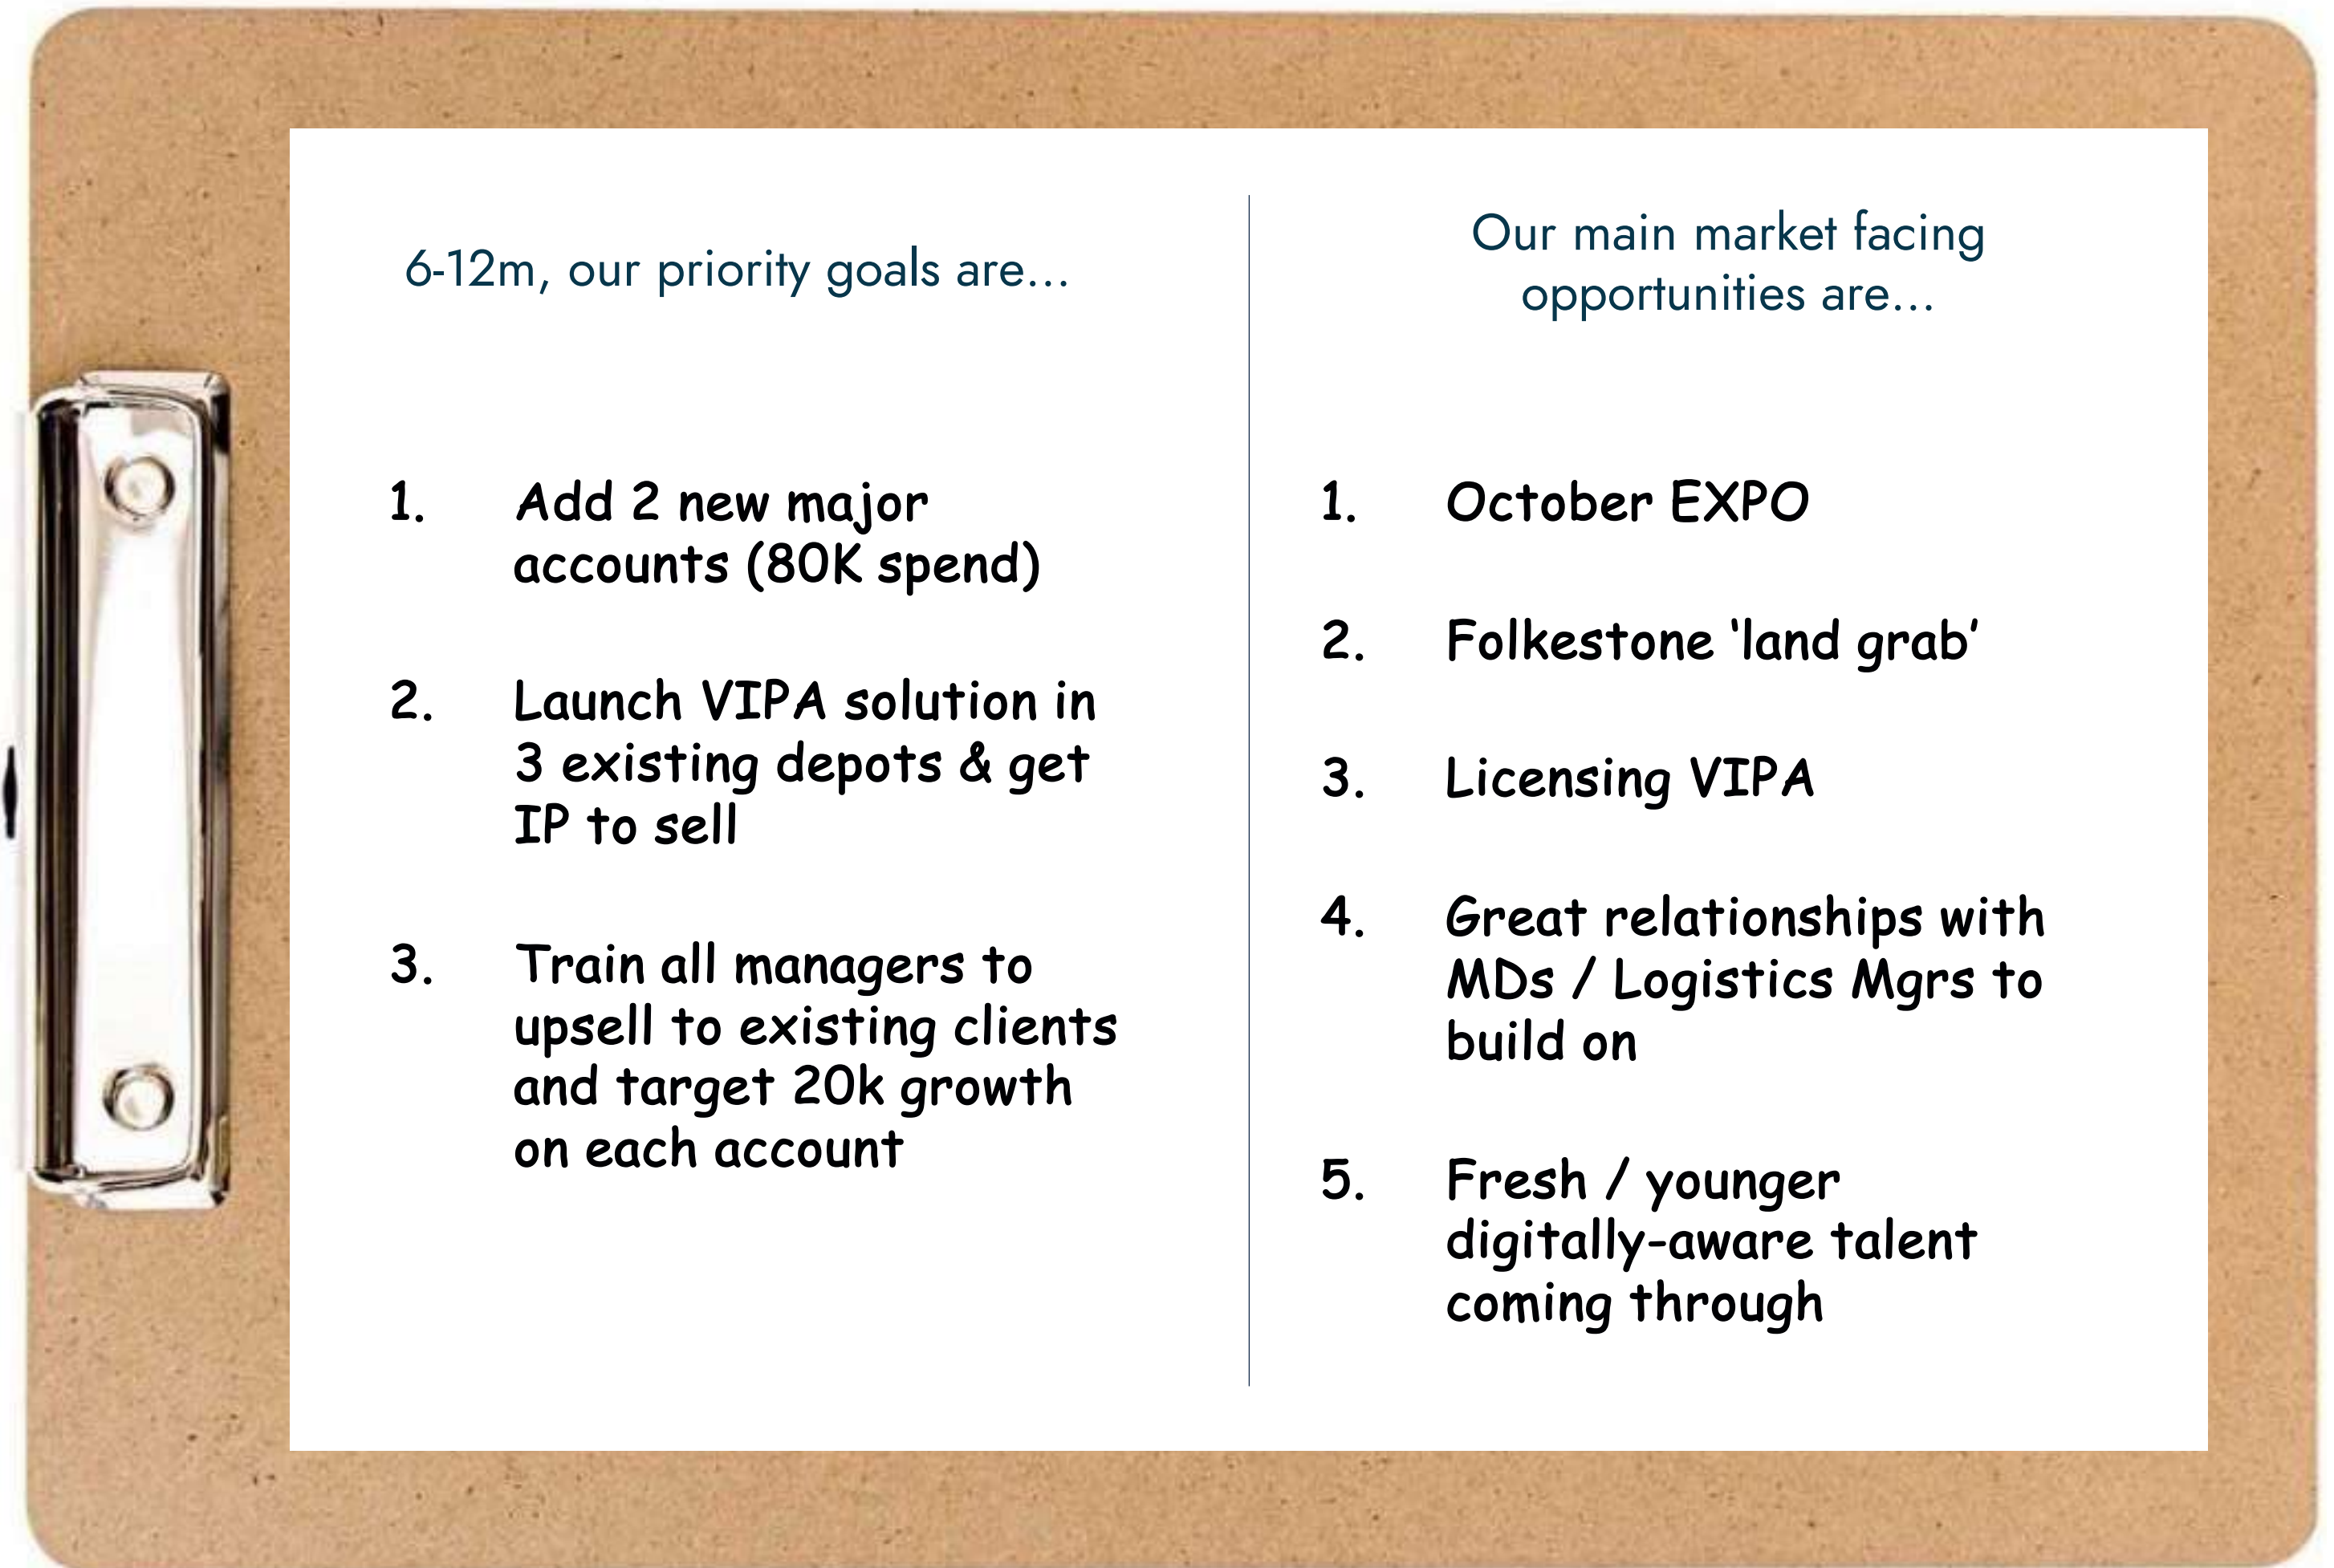 6-12m, our priority goals are...
1. Add 2 new major
accounts (80K spend)
2. Launch VIPA solution in
3 existing depots & get
IP to sell
3. Train all managers to
upsell to existing clients
and target 20k growth
on each account
Our main market facing
opportunities are...
1. October EXPO
2. Folkestone ‘land grab’
3. Licensing VIPA
4. Great relationships with
MDs / Logistics Mgrs to
build on
5. Fresh / younger
digitally-aware talent
coming through